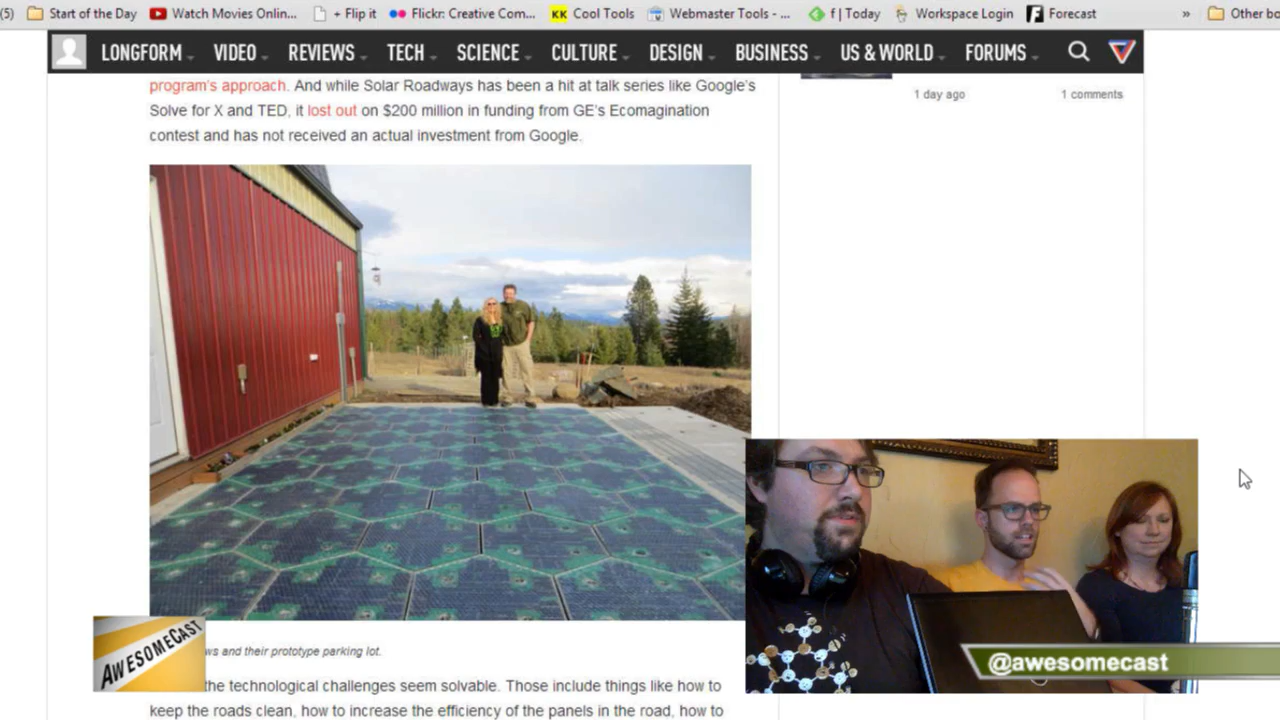 (5) Start of the Day Watch Movies Onlin... + Flip it Flickr: Creative Com... KK Cool Tools Webmaster Tools - ... f | Today Workspace Login Forecast » Other bo
LONGFORM VIDEO REVIEWS TECH SCIENCE CULTURE DESIGN BUSINESS US & WORLD FORUMS
program's approach. And while Solar Roadways has been a hit at talk series like Google's
Solve for X and TED, it lost out on $200 million in funding from GE's Ecomagination
contest and has not received an actual investment from Google.
1 day ago 1 comments
AWESOMECAST
ws and their prototype parking lot.
the technological challenges seem solvable. Those include things like how to
keep the roads clean, how to increase the efficiency of the panels in the road, how to
@awesomecast